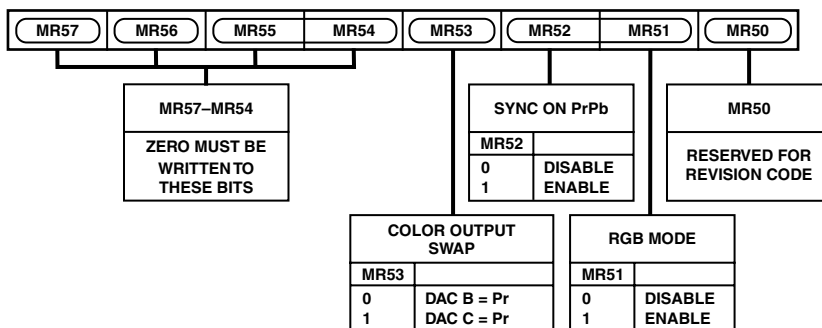 MR57 MR56 MR55 MR54 MR53 MR52 MR51 MR50
MR57–MR54
ZERO MUST BE
WRITTEN TO
THESE BITS
SYNC ON PrPb
MR52
0 DISABLE
1 ENABLE
MR50
RESERVED FOR
REVISION CODE
COLOR OUTPUT
SWAP
MR53
0 DAC B = Pr
1 DAC C = Pr
RGB MODE
MR51
0 DISABLE
1 ENABLE